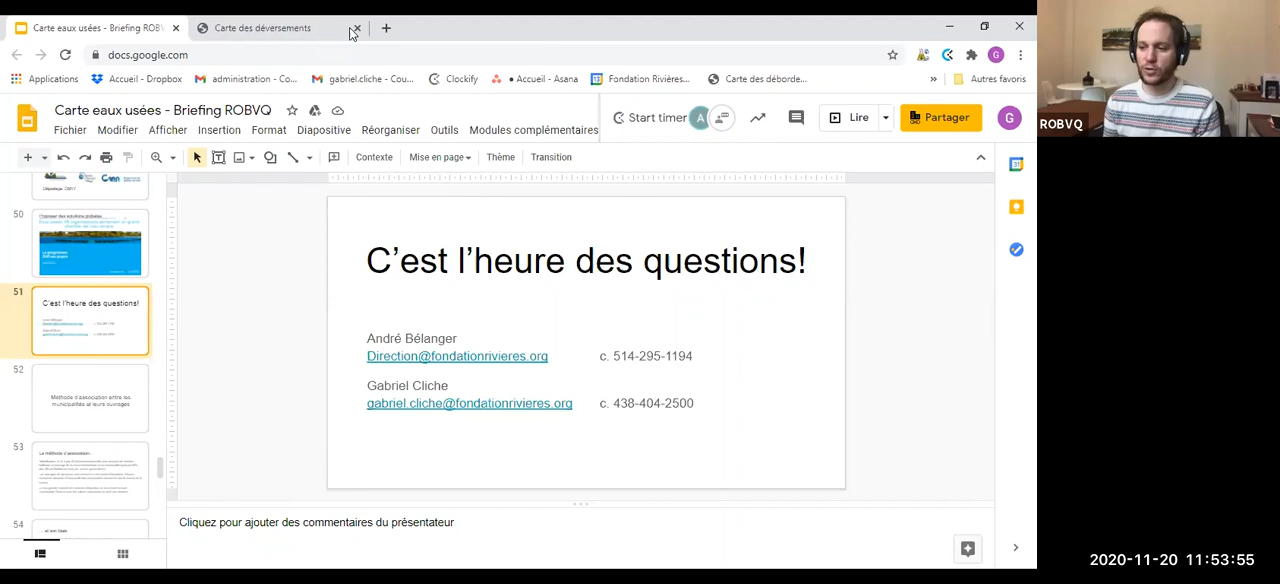 Carte eaux usées - Briefing ROBV
Carte des déversements
docs.google.com
Applications
Accueil - Dropbox
administration - Co...
gabriel.cliche - Cou...
Clockify
● Accueil - Asana
Fondation Rivières...
Carte des déborde...
»
Autres favoris
Carte eaux usées - Briefing ROBVQ
Start timer
A
Lire
Partager
G
Fichier Modifier Afficher Insertion Format Diapositive Réorganiser Outils Modules complémentaires
Contexte
Mise en page
Thème
Transition
50
51
C'est l'heure des questions!
52
Méthode d'association entre les
municipalités et leurs ouvrages
53
La méthode d'association...
54
C'est l'heure des questions!
André Bélanger
Direction@fondationrivieres.org c. 514-295-1194
Gabriel Cliche
gabriel.cliche@fondationrivieres.org c. 438-404-2500
Cliquez pour ajouter des commentaires du présentateur
ROBVQ
2020-11-20 11:53:55